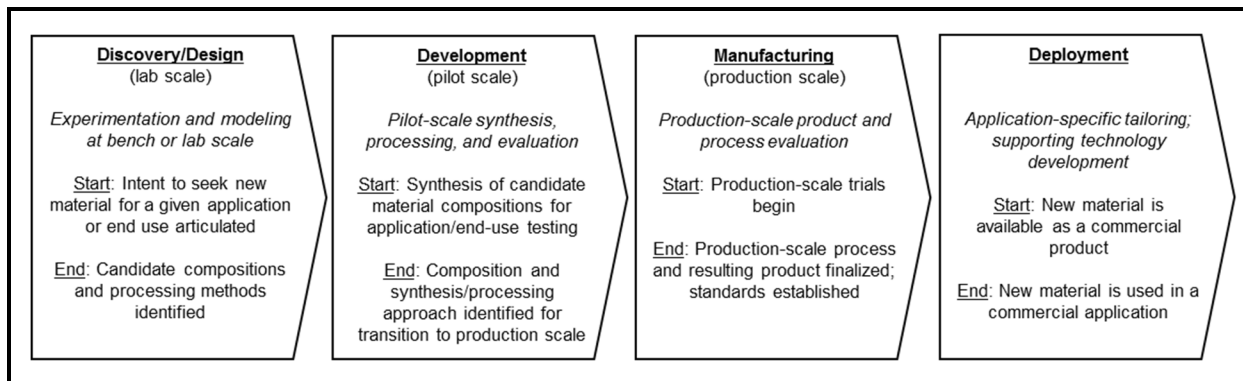 Discovery/Design
(lab scale)
Experimentation and modeling
at bench or lab scale
Start: Intent to seek new
material for a given application
or end use articulated
End: Candidate compositions
and processing methods
identified
Development
(pilot scale)
Pilot-scale synthesis,
processing, and evaluation
Start: Synthesis of candidate
material compositions for
application/end-use testing
End: Composition and
synthesis/processing
approach identified for
transition to production scale
Manufacturing
(production scale)
Production-scale product and
process evaluation
Start: Production-scale trials
begin
End: Production-scale process
and resulting product finalized;
standards established
Deployment
Application-specific tailoring;
supporting technology
development
Start: New material is
available as a commercial
product
End: New material is used in a
commercial application